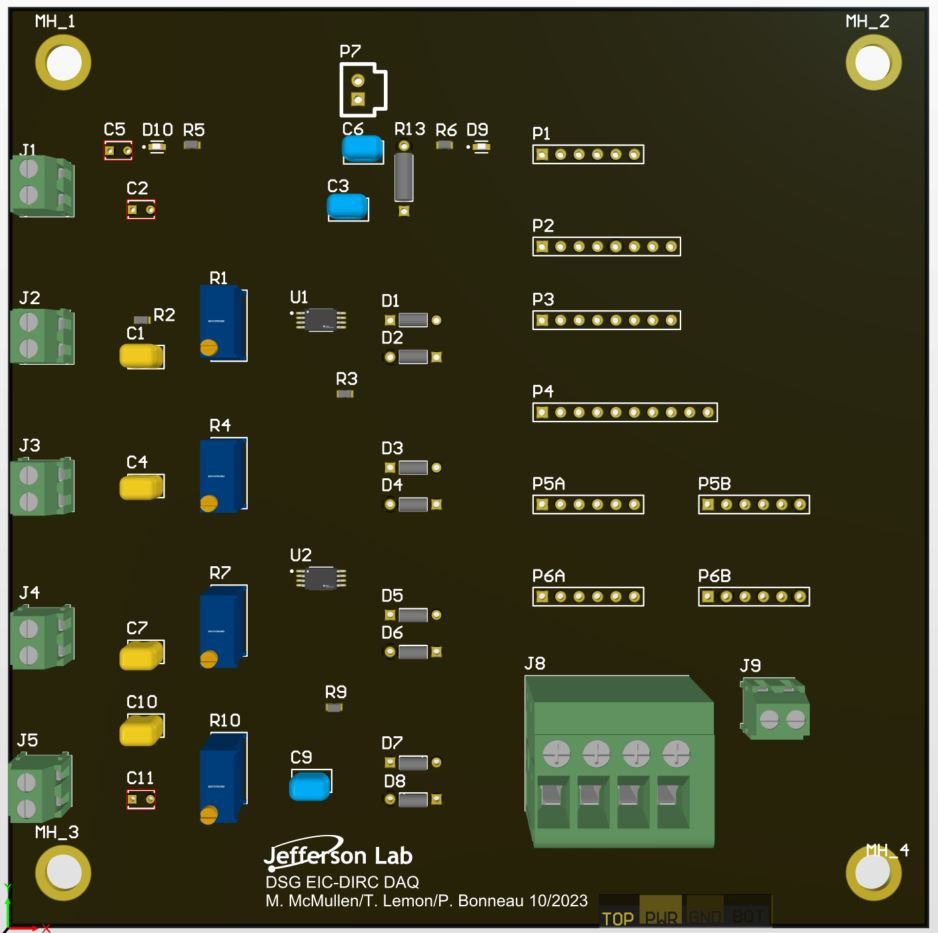 MH_1
MH_2
P7
C5 D10 R5
C6 R13 R6 D9
P1
J1
C2
C3
P2
R1
J2
U1
D1
P3
R2
C1
D2
R3
P4
R4
J3
C4
D3
D4
P5A
P5B
U2
R7
P6A
P6B
J4
D5
C7
D6
J8
J9
R9
C10
R10
J5
D7
C9
C11
D8
MH_3
MH_4
Jefferson Lab
DSG EIC-DIRC DAQ
M. McMullen/T. Lemon/P. Bonneau 10/2023
TOP PWR GND BOT
Y
X